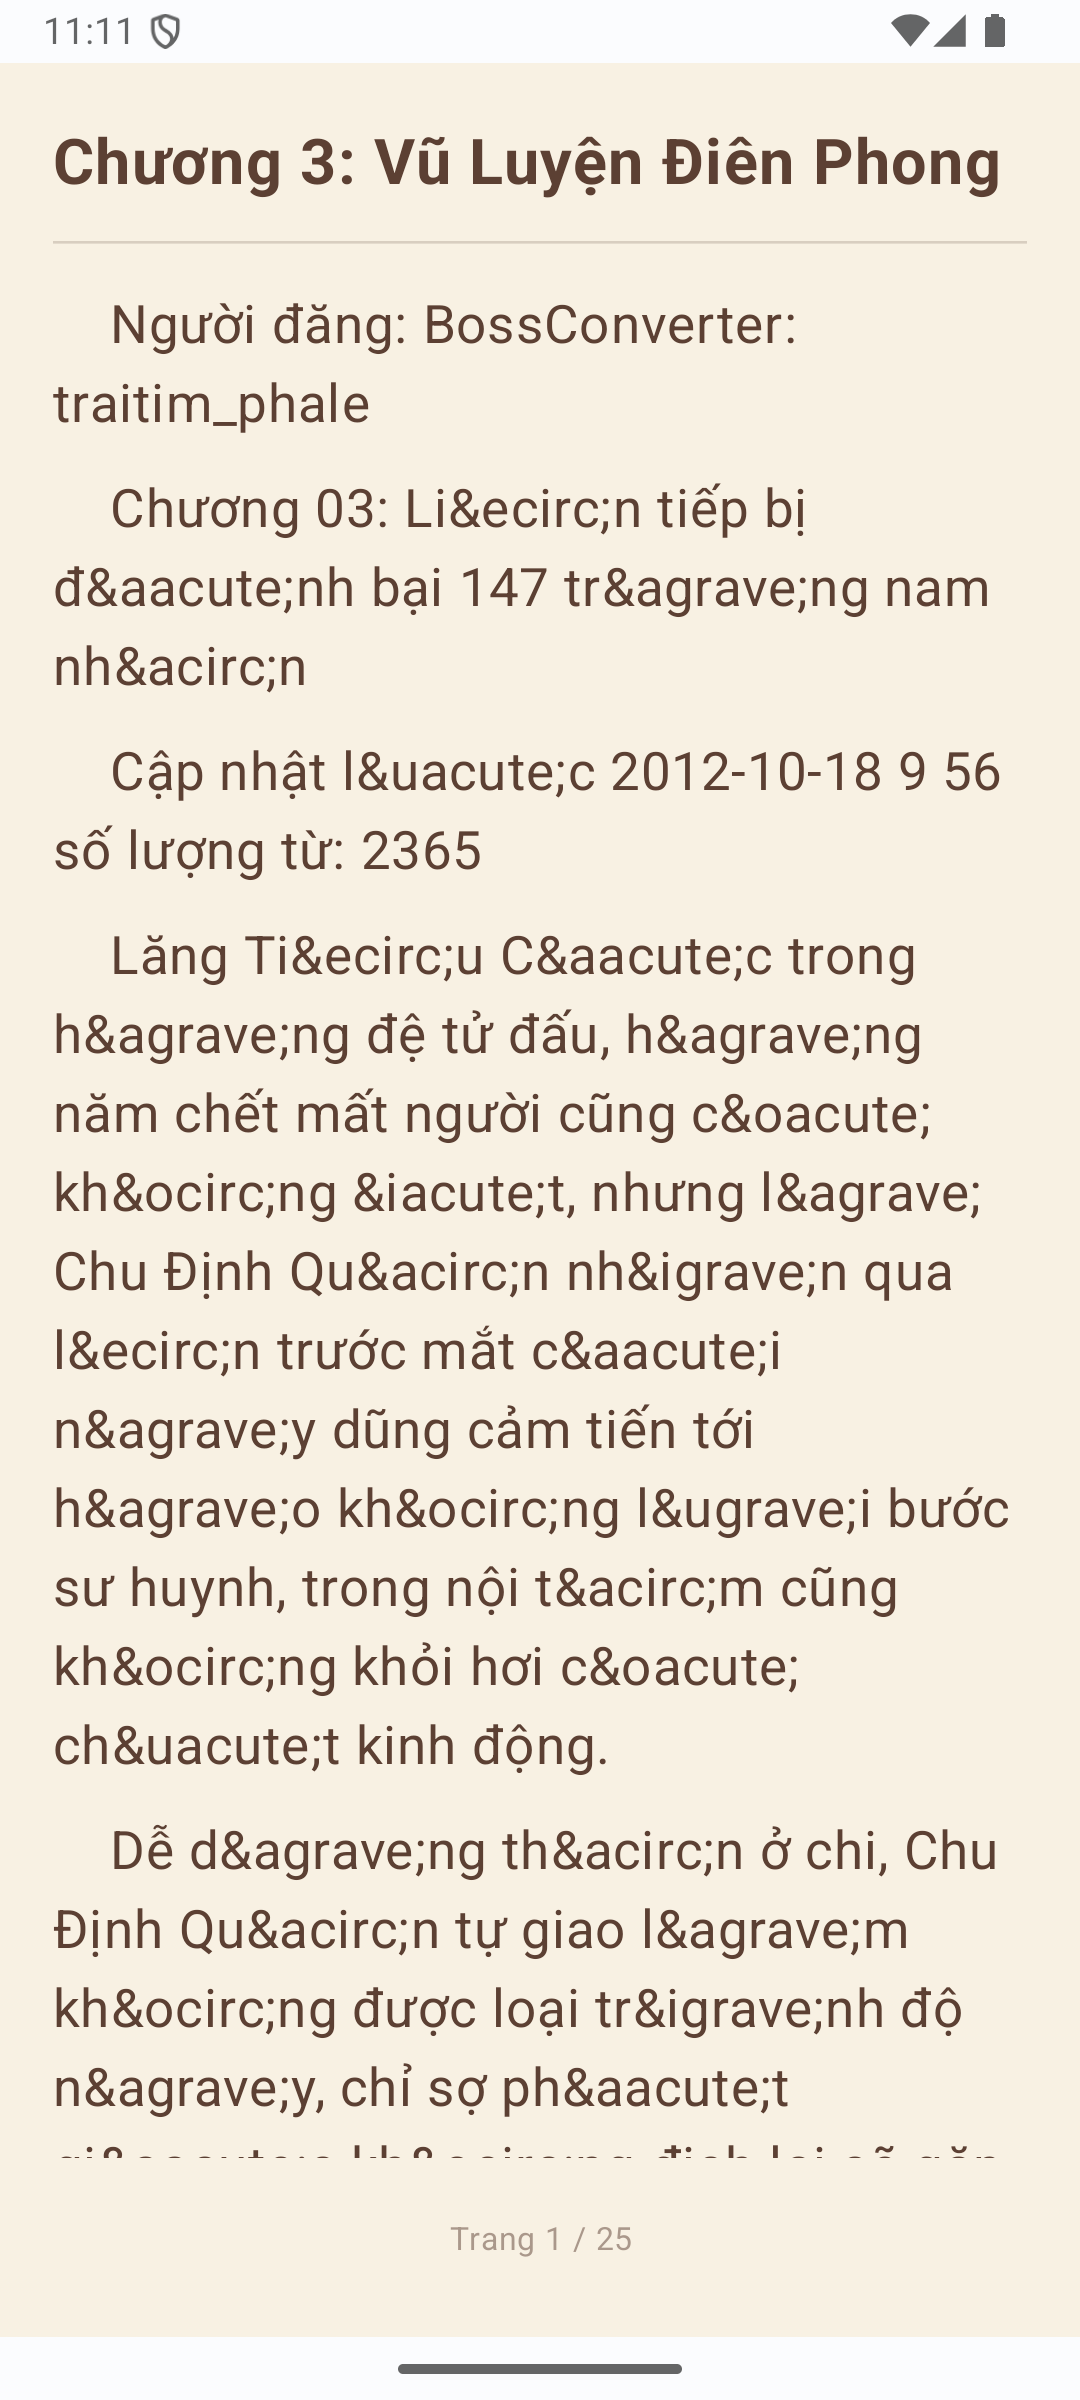 11:11
Chương 3: Vũ Luyện Điên Phong
Người đăng: BossConverter:
traitim_phale
Chương 03: Li&ecirc;n tiếp bị
đ&aacute;nh bại 147 tr&agrave;ng nam
nh&acirc;n
Cập nhật l&uacute;c 2012-10-18 9 56
số lượng từ: 2365
Lăng Ti&ecirc;u C&aacute;c trong
h&agrave;ng đệ tử đấu, h&agrave;ng
năm chết mất người cũng c&oacute;
kh&ocirc;ng &iacute;t, nhưng l&agrave;
Chu Định Qu&acirc;n nh&igrave;n qua
l&ecirc;n trước mắt c&aacute;i
n&agrave;y dũng cảm tiến tới
h&agrave;o kh&ocirc;ng l&ugrave;i bước
sư huynh, trong nội t&acirc;m cũng
kh&ocirc;ng khỏi hơi c&oacute;
ch&uacute;t kinh động.
Dễ d&agrave;ng th&acirc;n ở chi, Chu
Định Qu&acirc;n tự giao l&agrave;m
kh&ocirc;ng được loại tr&igrave;nh độ
n&agrave;y, chỉ sợ ph&aacute;t
Trang 1 / 25